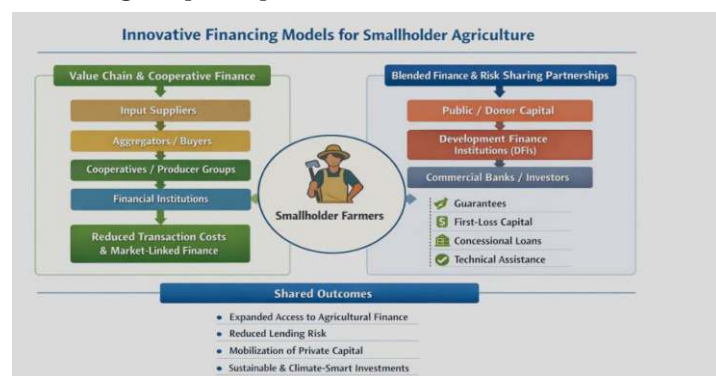 Innovative Financing Models for Smallholder Agriculture
Value Chain & Cooperative Finance
Input Suppliers
Aggregators / Buyers
Cooperatives / Producer Groups
Financial Institutions
Reduced Transaction Costs
& Market-Linked Finance
Smallholder Farmers
Blended Finance & Risk Sharing Partnerships
Public / Donor Capital
Development Finance
Institutions (DFIs)
Commercial Banks / Investors
Guarantees
First-Loss Capital
Concessional Loans
Technical Assistance
Shared Outcomes
• Expanded Access to Agricultural Finance
• Reduced Lending Risk
• Mobilization of Private Capital
• Sustainable & Climate-Smart Investments